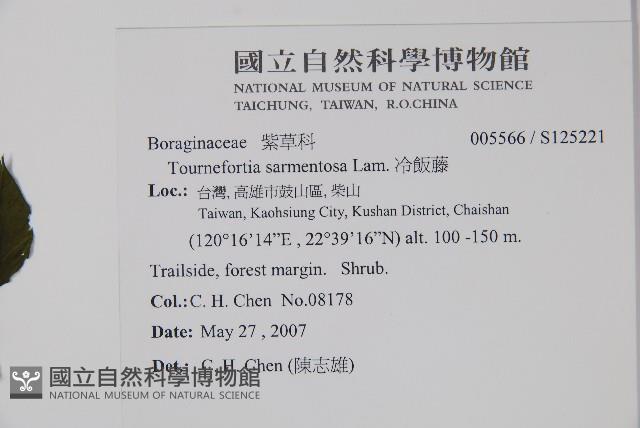 國立自然科學博物館
NATIONAL MUSEUM OF NATURAL SCIENCE
TAICHUNG, TAIWAN, R.O.CHINA
Boraginaceae 紫草科 005566 / S125221
Tournefortia sarmentosa Lam. 冷飯藤
Loc.: 台灣, 高雄市鼓山區, 柴山
Taiwan, Kaohsiung City, Kushan District, Chaishan
(120°16’14”E , 22°39’16”N) alt. 100 -150 m.
Trailside, forest margin. Shrub.
Col.: C. H. Chen No.08178
Date: May 27 , 2007
Det.: C. H. Chen (陳志雄)
國立自然科學博物館
NATIONAL MUSEUM OF NATURAL SCIENCE